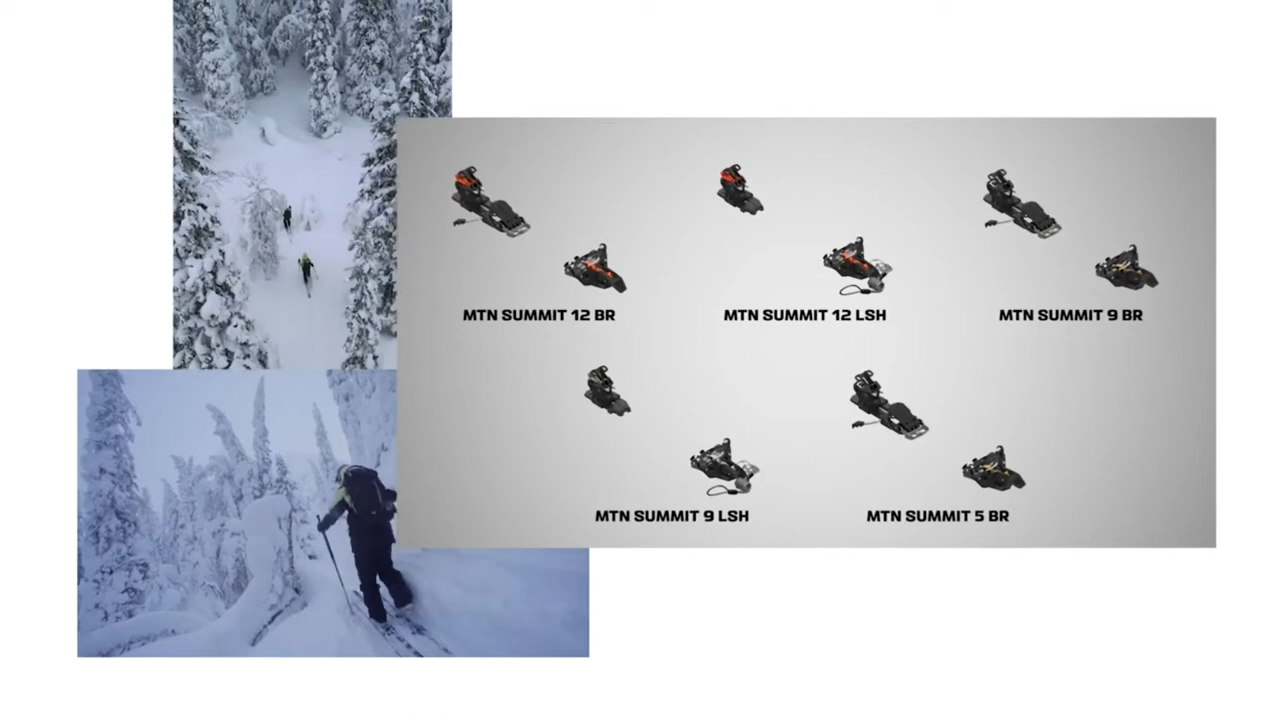 MTN SUMMIT 12 BR
MTN SUMMIT 12 LSH
MTN SUMMIT 9 BR
MTN SUMMIT 9 LSH
MTN SUMMIT 5 BR